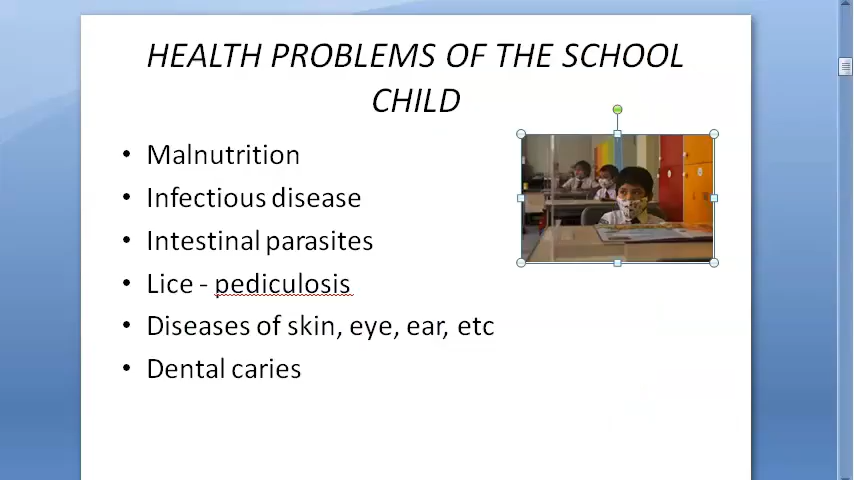 HEALTH PROBLEMS OF THE SCHOOL
CHILD
• Malnutrition
• Infectious disease
• Intestinal parasites
• Lice - pediculosis
• Diseases of skin, eye, ear, etc
• Dental caries